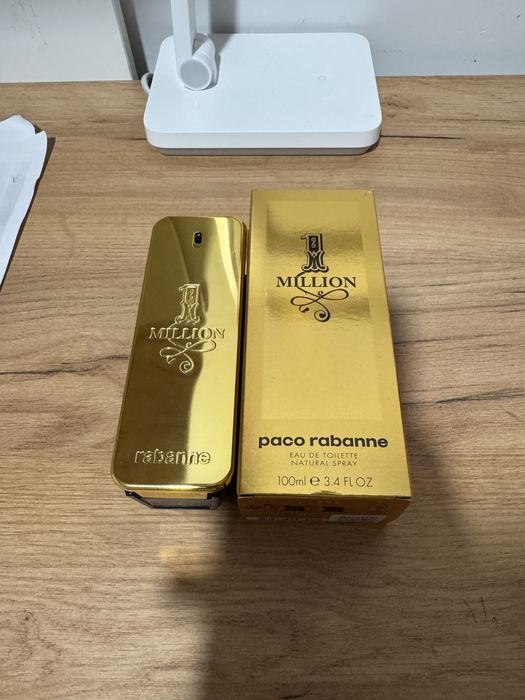 1
MILLION
rabanne
1
MILLION
paco rabanne
EAU DE TOILETTE
NATURAL SPRAY
100ml e 3.4 FL OZ